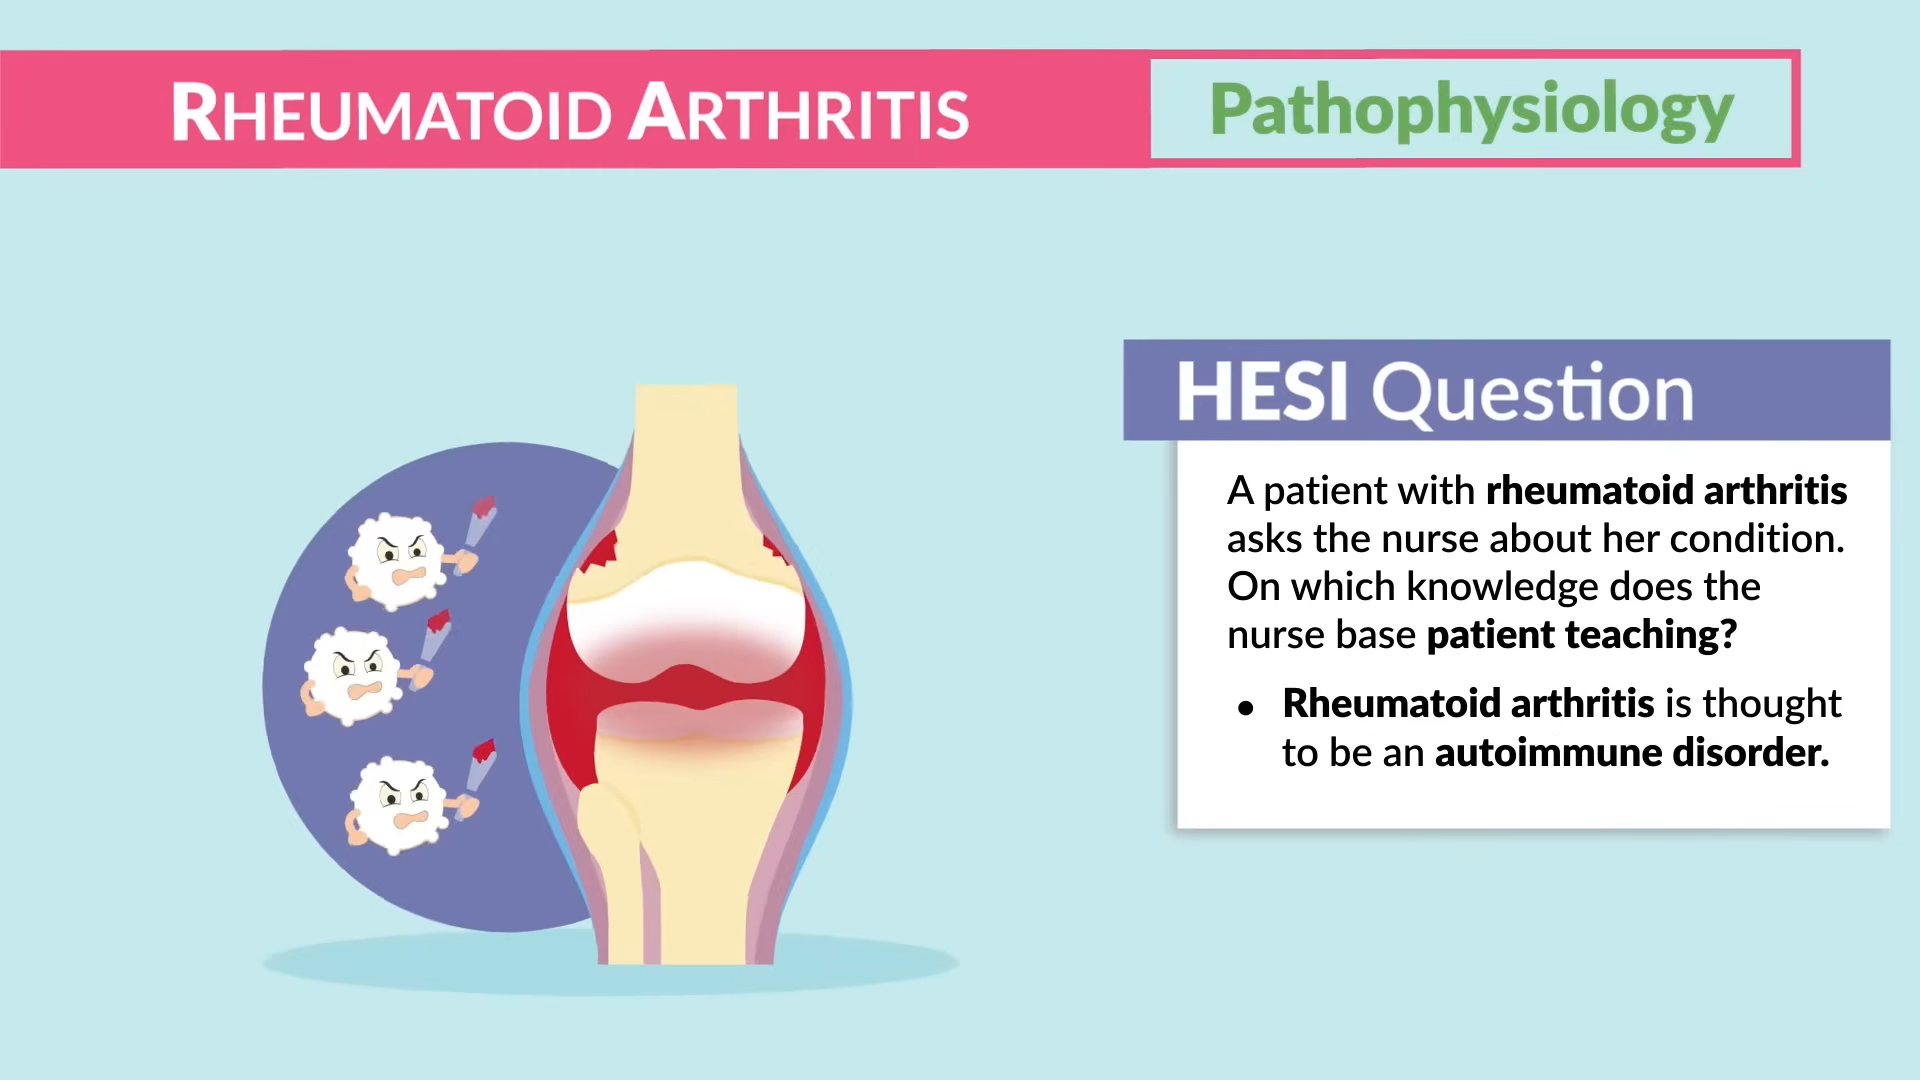 RHEUMATOID ARTHRITIS
Pathophysiology
HESI Question
A patient with rheumatoid arthritis
asks the nurse about her condition.
On which knowledge does the
nurse base patient teaching?
• Rheumatoid arthritis is thought
to be an autoimmune disorder.